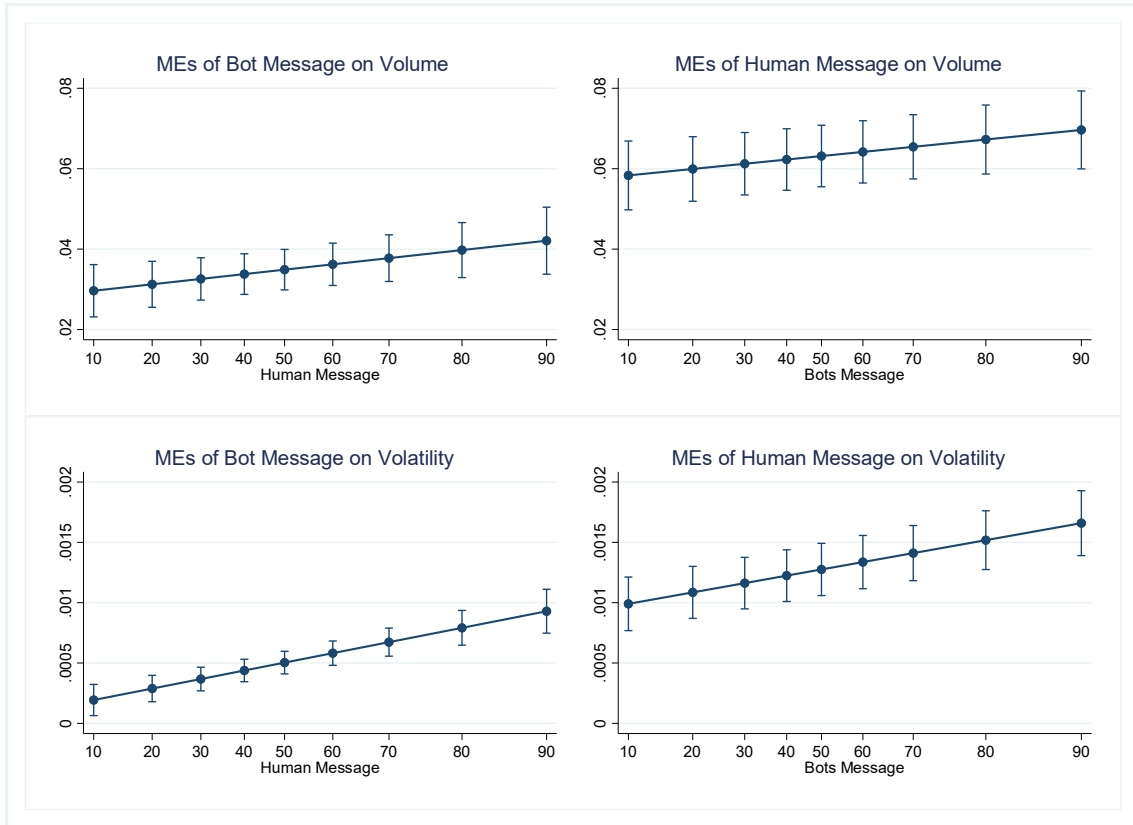 MEs of Bot Message on Volume
.08
.06
.04
.02
10 20 30 40 50 60 70 80 90
Human Message
MEs of Human Message on Volume
.08
.06
.04
.02
10 20 30 40 50 60 70 80 90
Bots Message
MEs of Bot Message on Volatility
.002
.0015
.001
.0005
0
10 20 30 40 50 60 70 80 90
Human Message
MEs of Human Message on Volatility
.002
.0015
.001
.0005
0
10 20 30 40 50 60 70 80 90
Bots Message